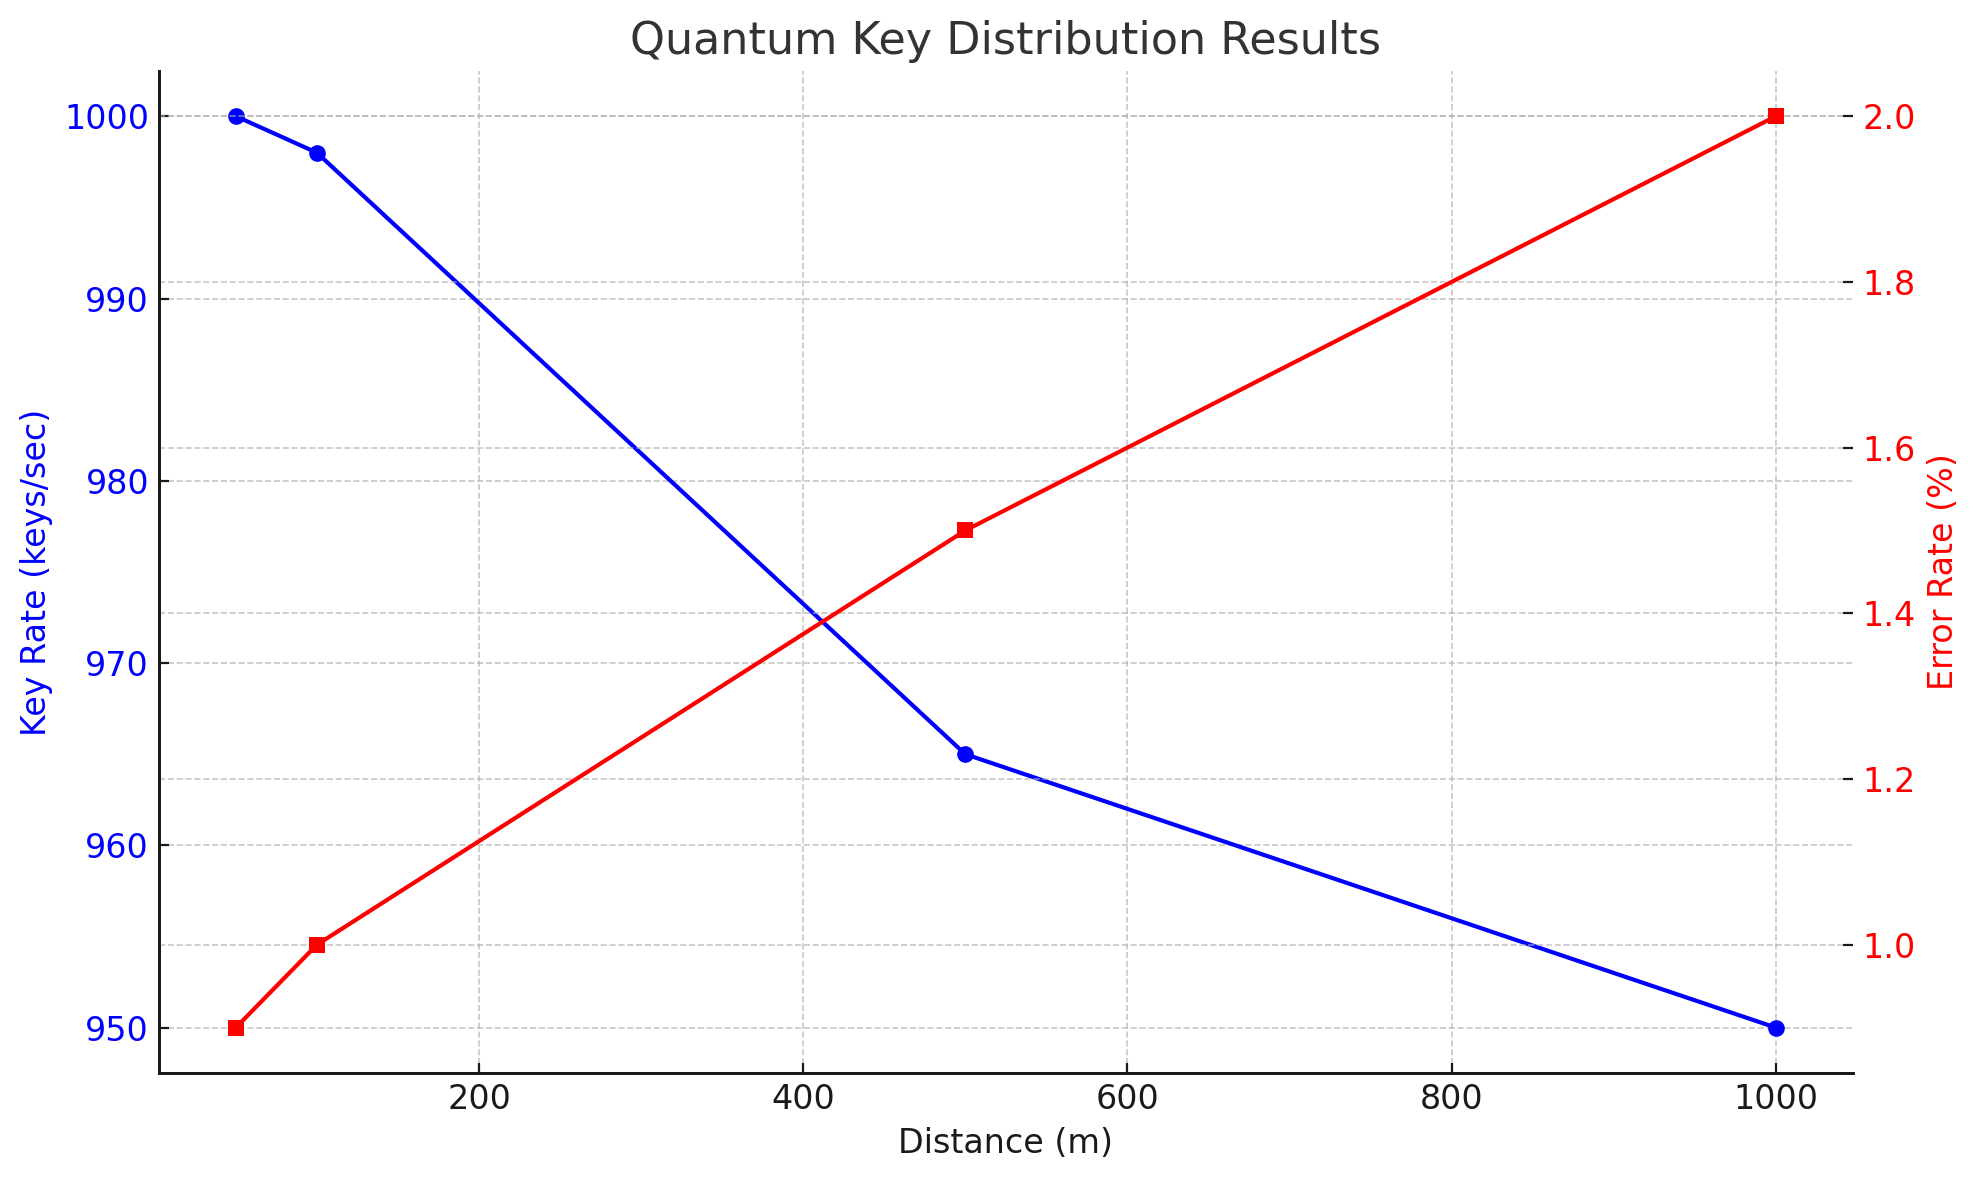 Quantum Key Distribution Results
1000
990
980
970
960
950
Key Rate (keys/sec)
2.0
1.8
1.6
1.4
1.2
1.0
Error Rate (%)
200 400 600 800 1000
Distance (m)